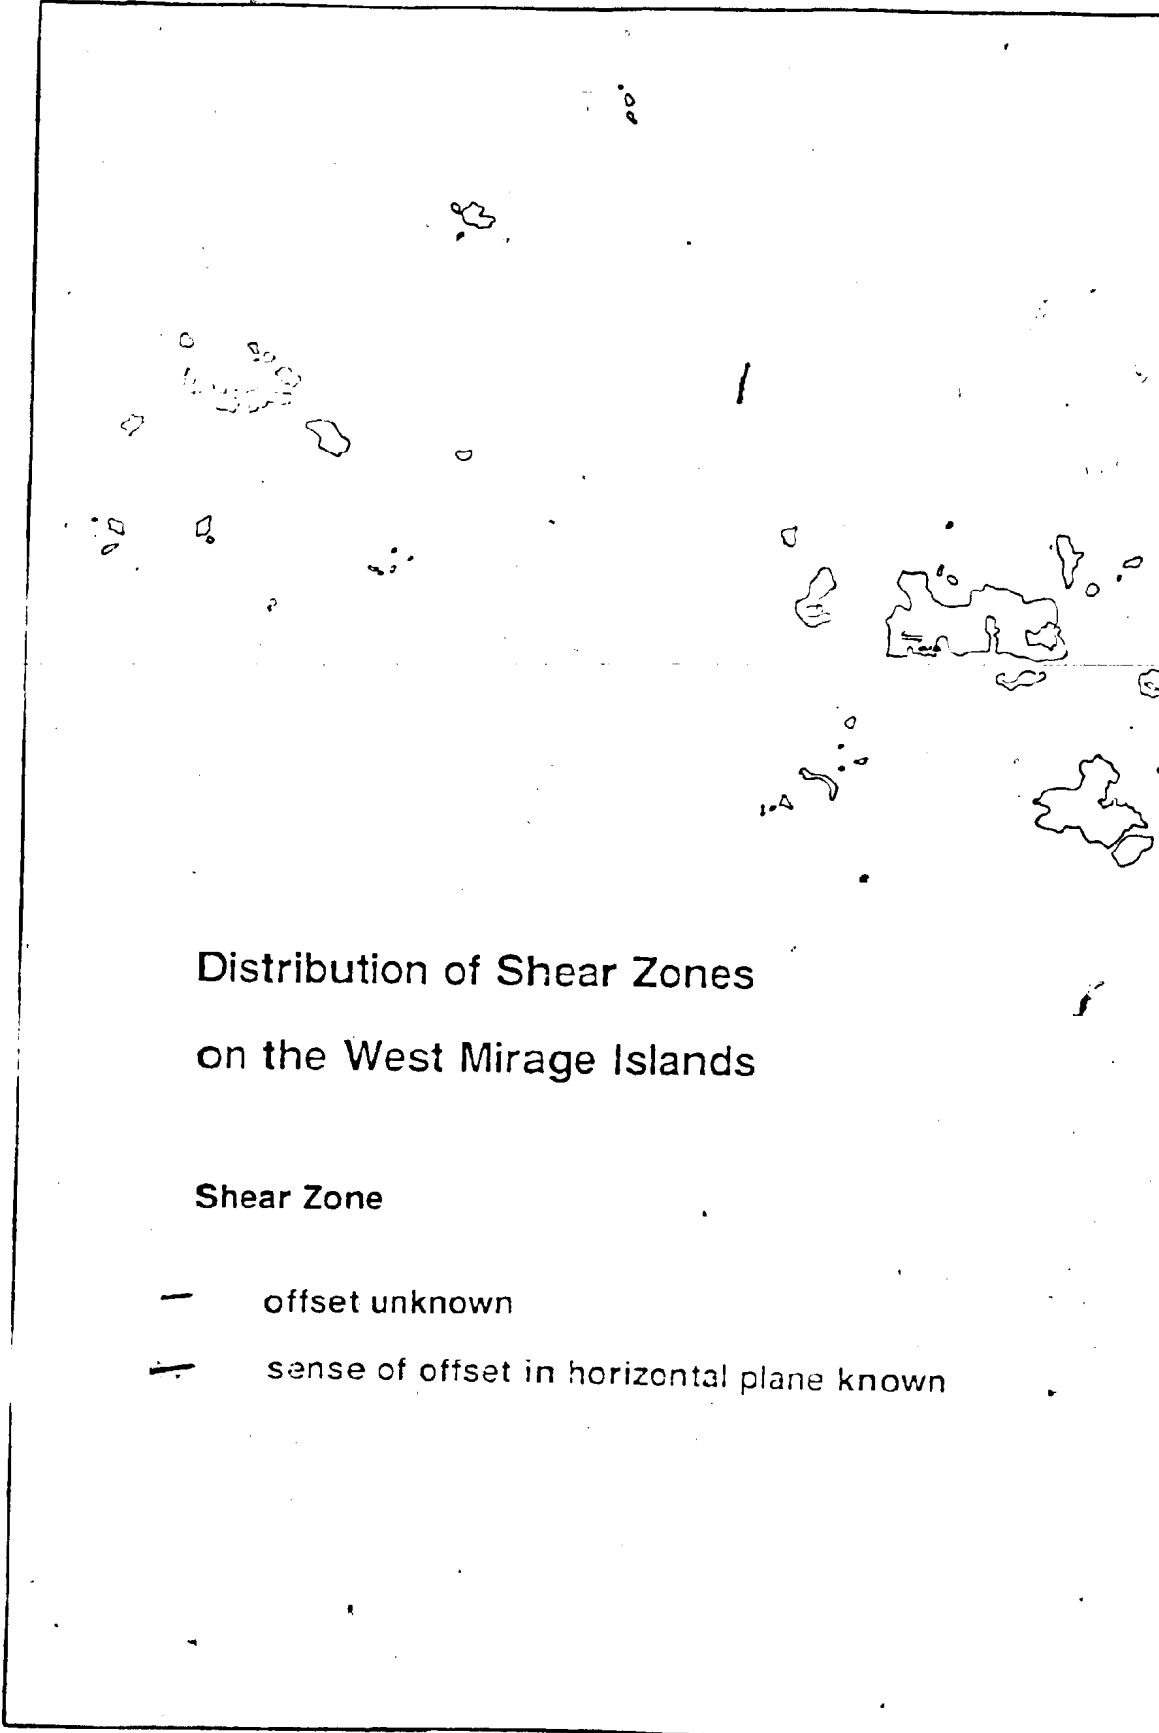 Distribution of Shear Zones
on the West Mirage Islands
Shear Zone
offset unknown
sense of offset in horizontal plane known